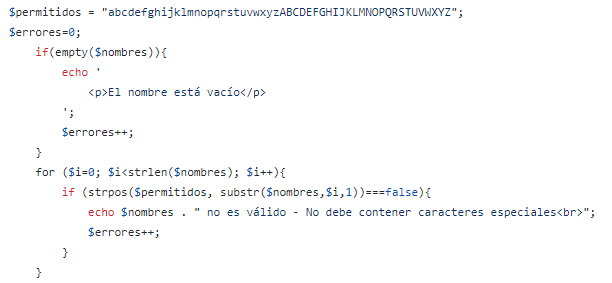 $permitidos = "abcdefghijklmnopqrstuvwxyzABCDEFGHIJKLMNOPQRSTUVWXYZ";
$errores=0;
if(empty($nombres)){
echo '
<p>El nombre está vacío</p>
';
$errores++;
}
for ($i=0; $i<strlen($nombres); $i++){
if (strpos($permitidos, substr($nombres,$i,1))===false){
echo $nombres . " no es válido - No debe contener caracteres especiales<br>";
$errores++;
}
}